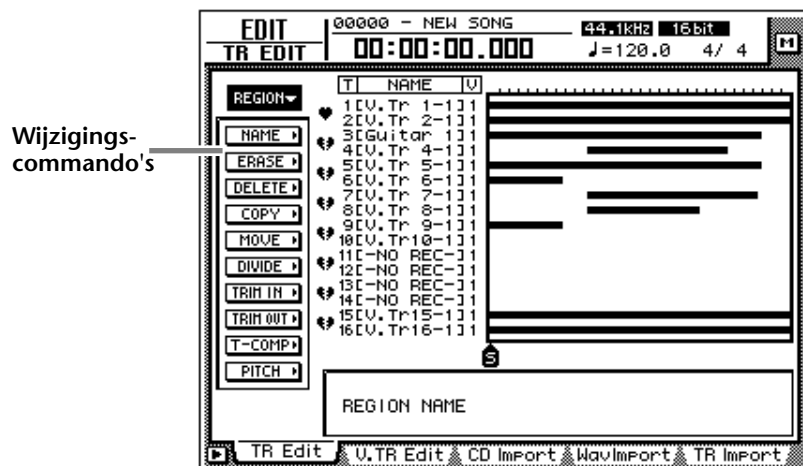 EDIT
TR EDIT
00000 - NEW SONG
00:00:00.000
44.1kHz 16bit
♩=120.0 4/ 4
M
REGION
T NAME V
Wijzigings-
commando's
NAME
ERASE
DELETE
COPY
MOVE
DIVIDE
TRIM IN
TRIM OUT
T-COMP
PITCH
1[V.Tr 1-1]1
2[V.Tr 2-1]1
3[Guitar 1]1
4[V.Tr 4-1]1
5[V.Tr 5-1]1
6[V.Tr 6-1]1
7[V.Tr 7-1]1
8[V.Tr 8-1]1
9[V.Tr 9-1]1
10[V.Tr10-1]1
11[-NO REC-]1
12[-NO REC-]1
13[-NO REC-]1
14[-NO REC-]1
15[V.Tr15-1]1
16[V.Tr16-1]1
S
REGION NAME
TR Edit V.TR Edit CD Import WavImport TR Import